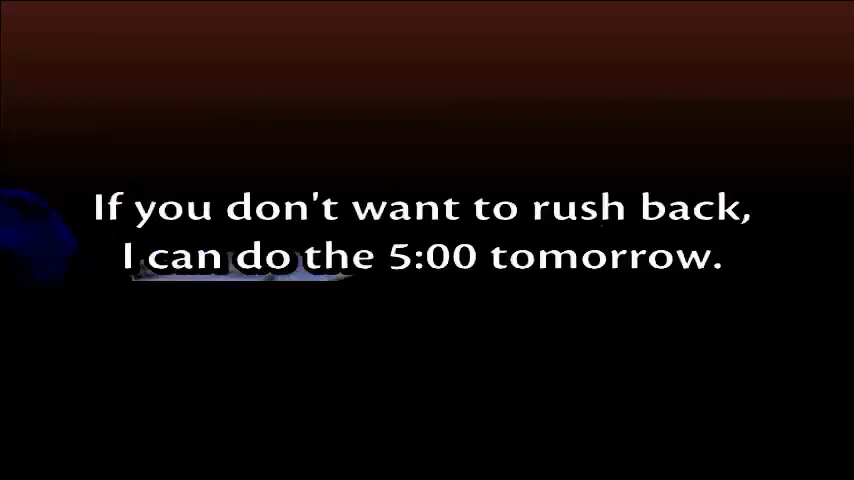 If you don't want to rush back,
I can do the 5:00 tomorrow.